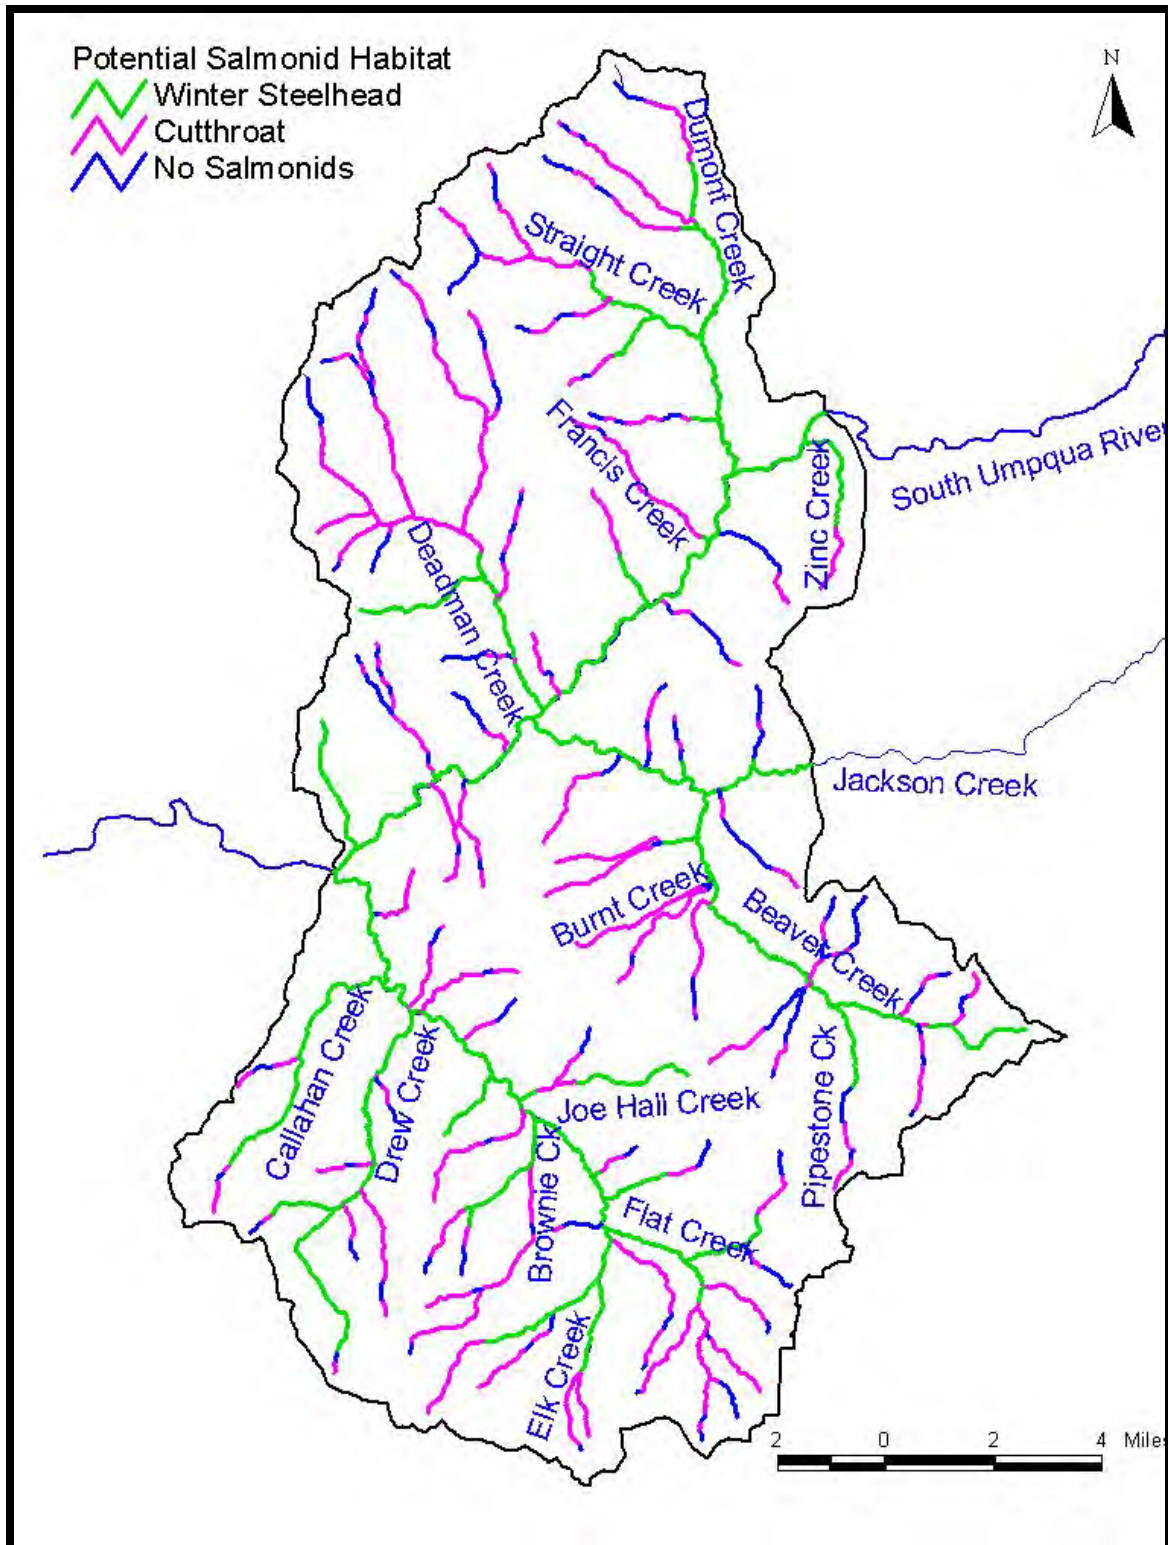 Potential Salmonid Habitat
Winter Steelhead
Cutthroat
No Salmonids
N
Dumont Creek
Straight Creek
Francis Creek
Zinc Creek
South Umpqua River
Deadman Creek
Jackson Creek
Burnt Creek
Beaver Creek
Callahan Creek
Drew Creek
Joe Hall Creek
Pipestone Ck
Brownie Ck
Flat Creek
Elk Creek
2 0 2 4 Miles